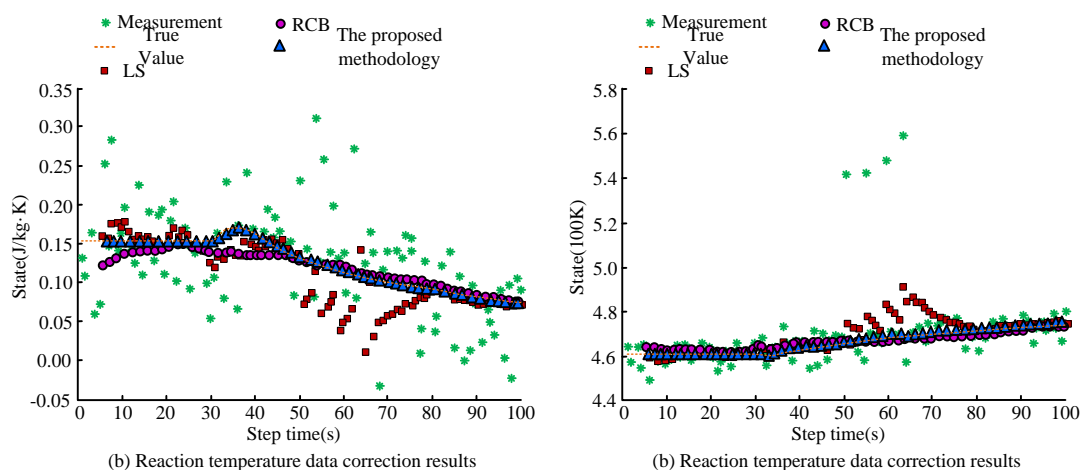 Measurement
True
Value
LS
RCB
The proposed
methodology
State(J/kg·K)
0.35
0.30
0.25
0.20
0.15
0.10
0.05
0.00
-0.05
0 10 20 30 40 50 60 70 80 90 100
Step time(s)
(b) Reaction temperature data correction results
Measurement
True
Value
LS
RCB
The proposed
methodology
State(100K)
5.8
5.6
5.4
5.2
5.0
4.8
4.6
4.4
0 10 20 30 40 50 60 70 80 90 100
Step time(s)
(b) Reaction temperature data correction results